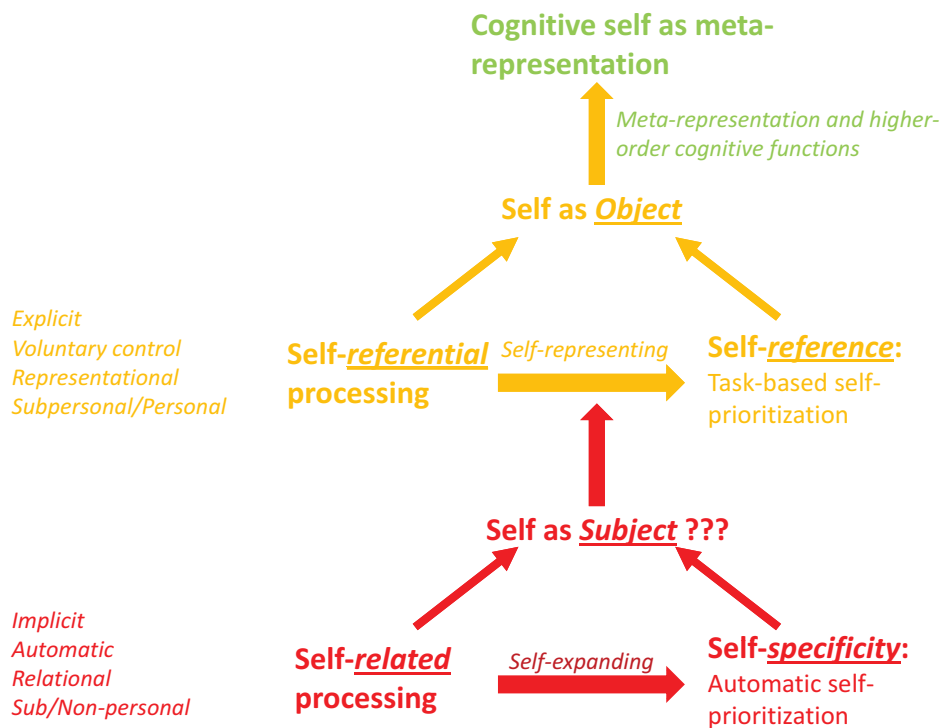 Cognitive self as meta-
representation
Meta-representation and higher-
order cognitive functions
Self as Object
Explicit
Voluntary control
Representational
Subpersonal/Personal
Self-referential
processing
Self-representing
Self-reference:
Task-based self-
prioritization
Self as Subject ???
Implicit
Automatic
Relational
Sub/Non-personal
Self-related
processing
Self-expanding
Self-specificity:
Automatic self-
prioritization